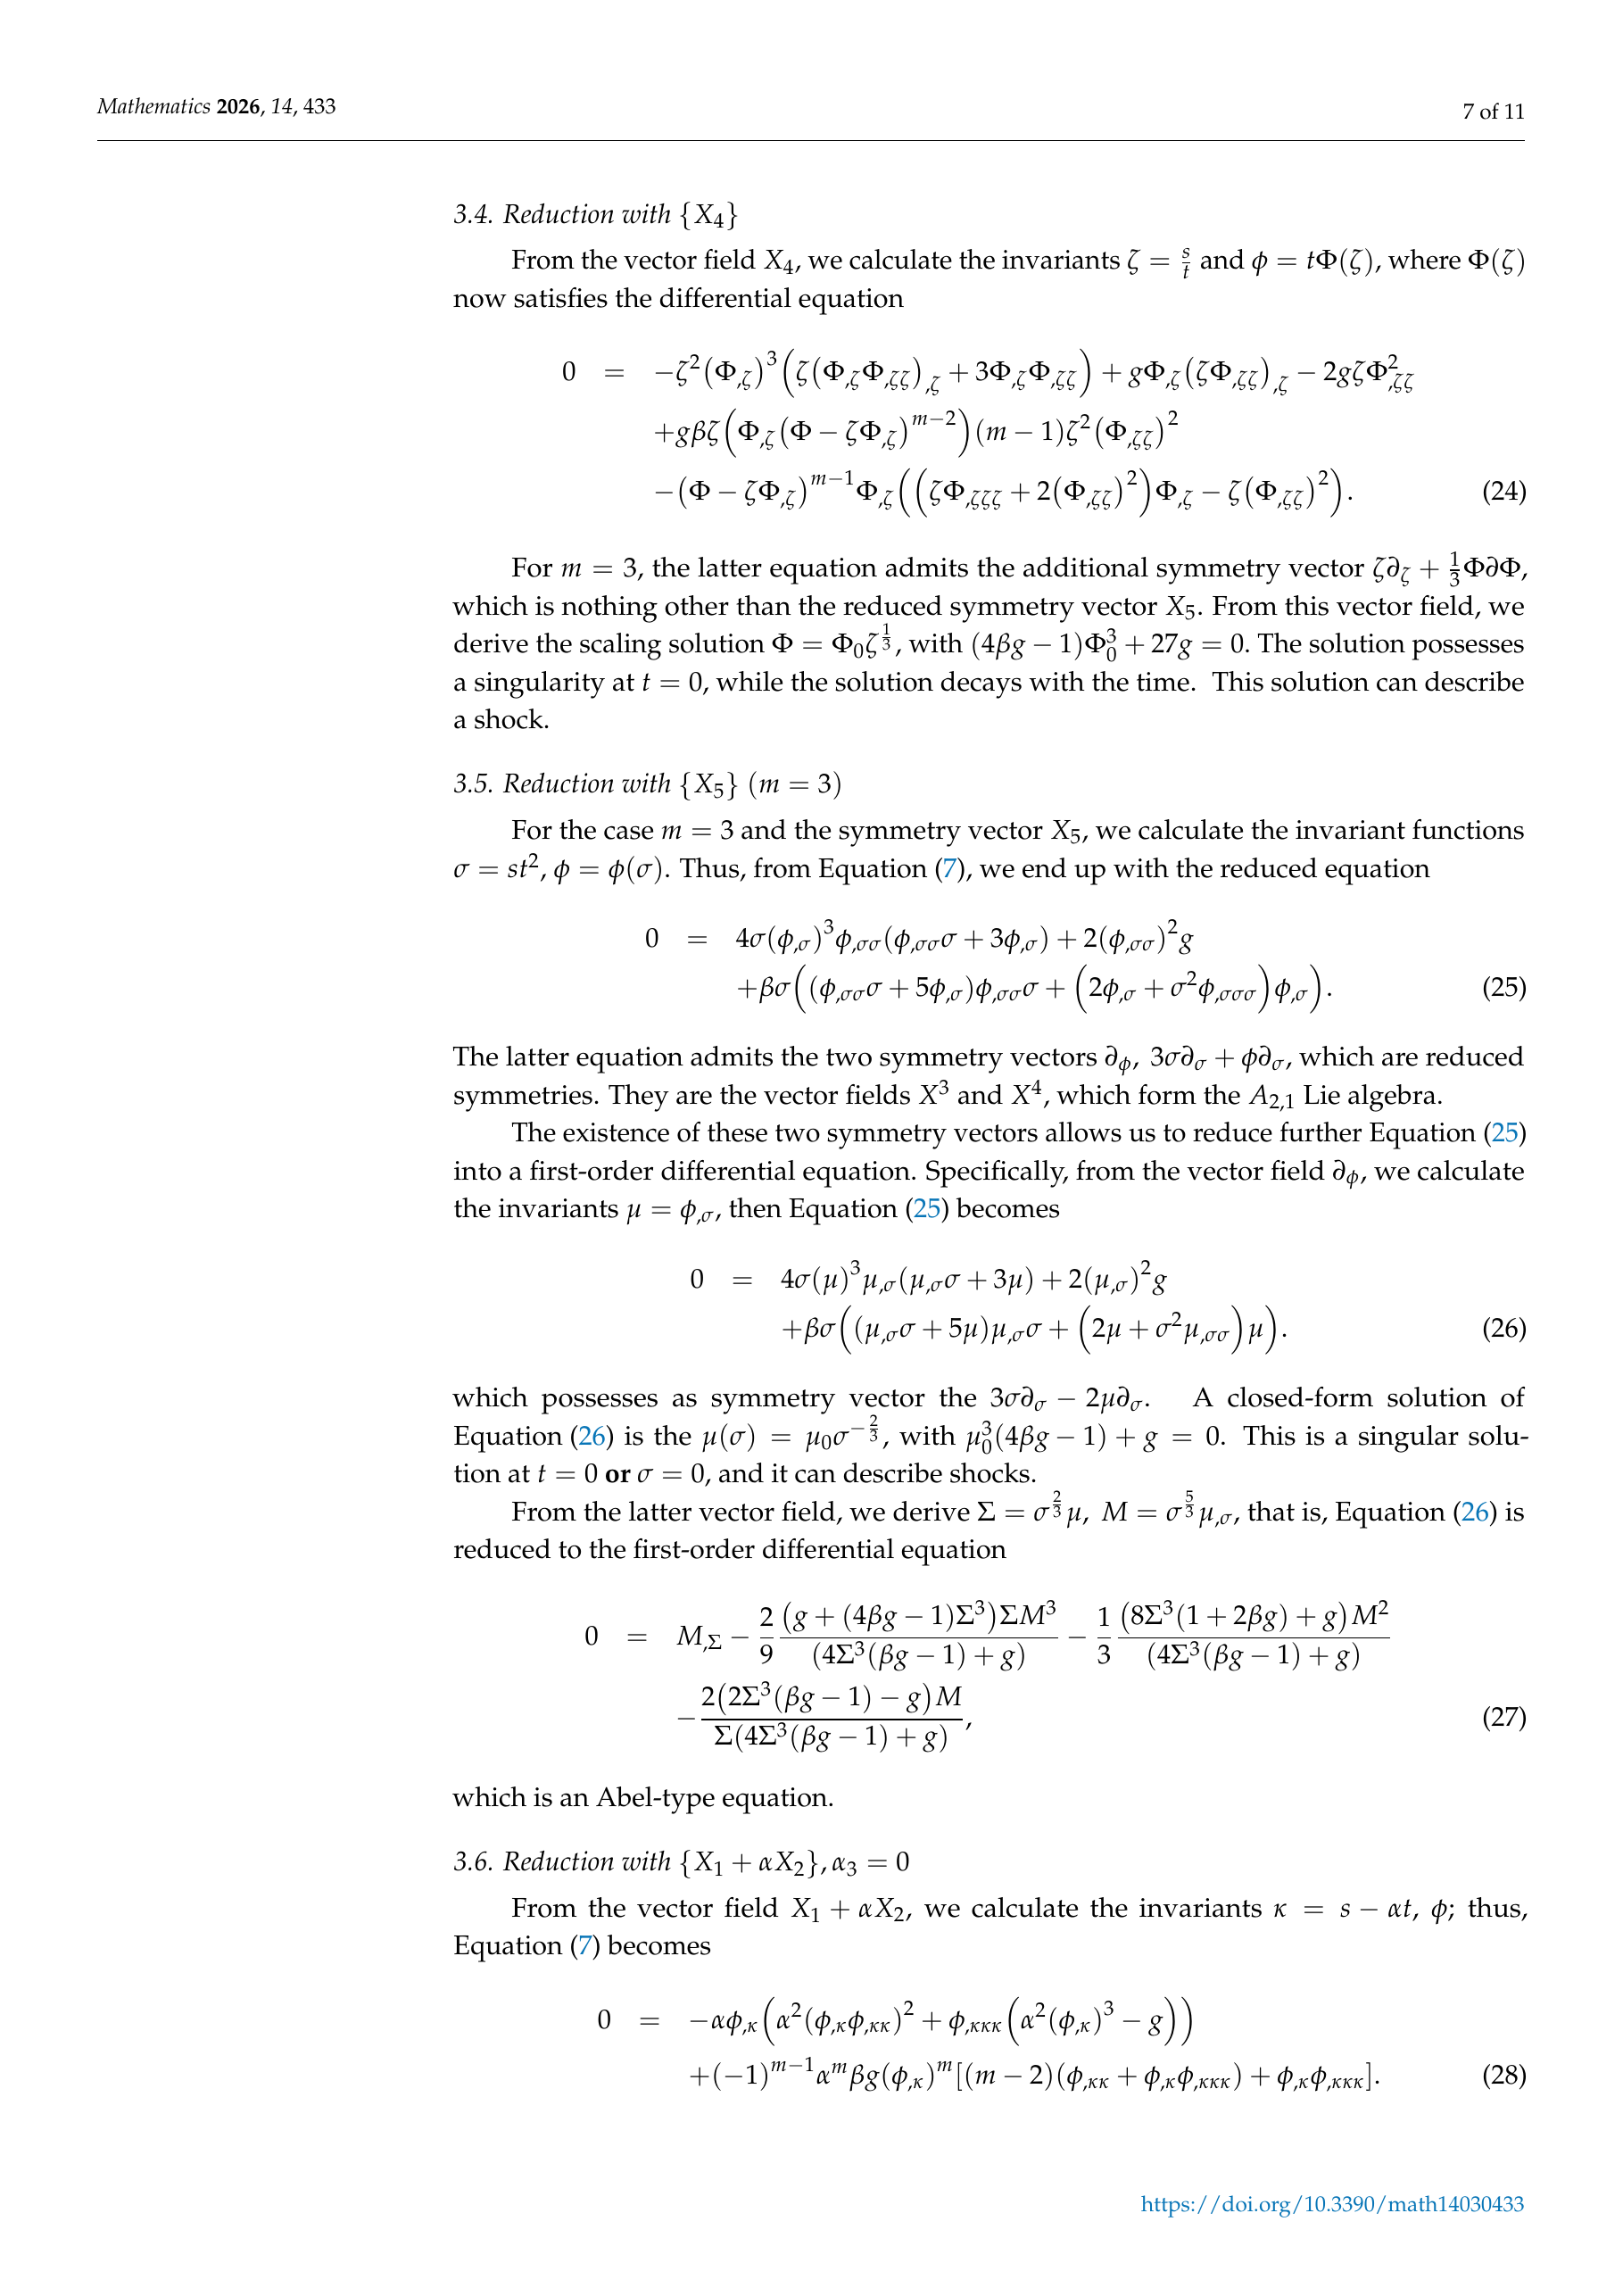 Mathematics 2026, 14, 433
7 of 11
3.4. Reduction with {X₄}
From the vector field X₄, we calculate the invariants ζ = s/t and ϕ = tΦ(ζ), where Φ(ζ)
now satisfies the differential equation
0 = −ζ²(Φ,ζ)³(ζ(Φ,ζΦ,ζζ),ζ + 3Φ,ζΦ,ζζ) + gΦ,ζ(ζΦ,ζζ),ζ − 2gζΦ²,ζζ
+gβζ(Φ,ζ(Φ − ζΦ,ζ)^{m−2})(m − 1)ζ²(Φ,ζζ)²
−(Φ − ζΦ,ζ)^{m−1}Φ,ζ((ζΦ,ζζζ + 2(Φ,ζζ)²)Φ,ζ − ζ(Φ,ζζ)²). (24)
For m = 3, the latter equation admits the additional symmetry vector ζ∂ζ + 1/3 Φ∂Φ,
which is nothing other than the reduced symmetry vector X₅. From this vector field, we
derive the scaling solution Φ = Φ₀ζ^{1/3}, with (4βg − 1)Φ₀³ + 27g = 0. The solution possesses
a singularity at t = 0, while the solution decays with the time. This solution can describe
a shock.
3.5. Reduction with {X₅} (m = 3)
For the case m = 3 and the symmetry vector X₅, we calculate the invariant functions
σ = st², ϕ = ϕ(σ). Thus, from Equation (7), we end up with the reduced equation
0 = 4σ(ϕ,σ)³ϕ,σσ(ϕ,σσσ + 3ϕ,σ) + 2(ϕ,σσ)²g
+βσ((ϕ,σσσ + 5ϕ,σ)ϕ,σσσ + (2ϕ,σ + σ²ϕ,σσσ)ϕ,σ). (25)
The latter equation admits the two symmetry vectors ∂ϕ, 3σ∂σ + ϕ∂σ, which are reduced
symmetries. They are the vector fields X³ and X⁴, which form the A₂,₁ Lie algebra.
The existence of these two symmetry vectors allows us to reduce further Equation (25)
into a first-order differential equation. Specifically, from the vector field ∂ϕ, we calculate
the invariants μ = ϕ,σ, then Equation (25) becomes
0 = 4σ(μ)³μ,σ(μ,σσ + 3μ) + 2(μ,σ)²g
+βσ((μ,σσ + 5μ)μ,σσ + (2μ + σ²μ,σσ)μ). (26)
which possesses as symmetry vector the 3σ∂σ − 2μ∂σ. A closed-form solution of
Equation (26) is the μ(σ) = μ₀σ^{−2/3}, with μ₀³(4βg − 1) + g = 0. This is a singular solu-
tion at t = 0 or σ = 0, and it can describe shocks.
From the latter vector field, we derive Σ = σ^{2/3}μ, M = σ^{5/3}μ,σ, that is, Equation (26) is
reduced to the first-order differential equation
0 = M,Σ − 2/9 (g + (4βg − 1)Σ³)ΣM³/(4Σ³(βg − 1) + g) − 1/3 (8Σ³(1 + 2βg) + g)M²/(4Σ³(βg − 1) + g)
− 2(2Σ³(βg − 1) − g)M/Σ(4Σ³(βg − 1) + g), (27)
which is an Abel-type equation.
3.6. Reduction with {X₁ + αX₂}, α₃ = 0
From the vector field X₁ + αX₂, we calculate the invariants κ = s − αt, ϕ; thus,
Equation (7) becomes
0 = −αϕ,κ(α²(ϕ,κϕ,κκ)² + ϕ,κκκ(α²(ϕ,κ)³ − g))
+(−1)^{m−1}α^mβg(ϕ,κ)^m[(m − 2)(ϕ,κκ + ϕ,κϕ,κκκ) + ϕ,κϕ,κκκ]. (28)
https://doi.org/10.3390/math14030433